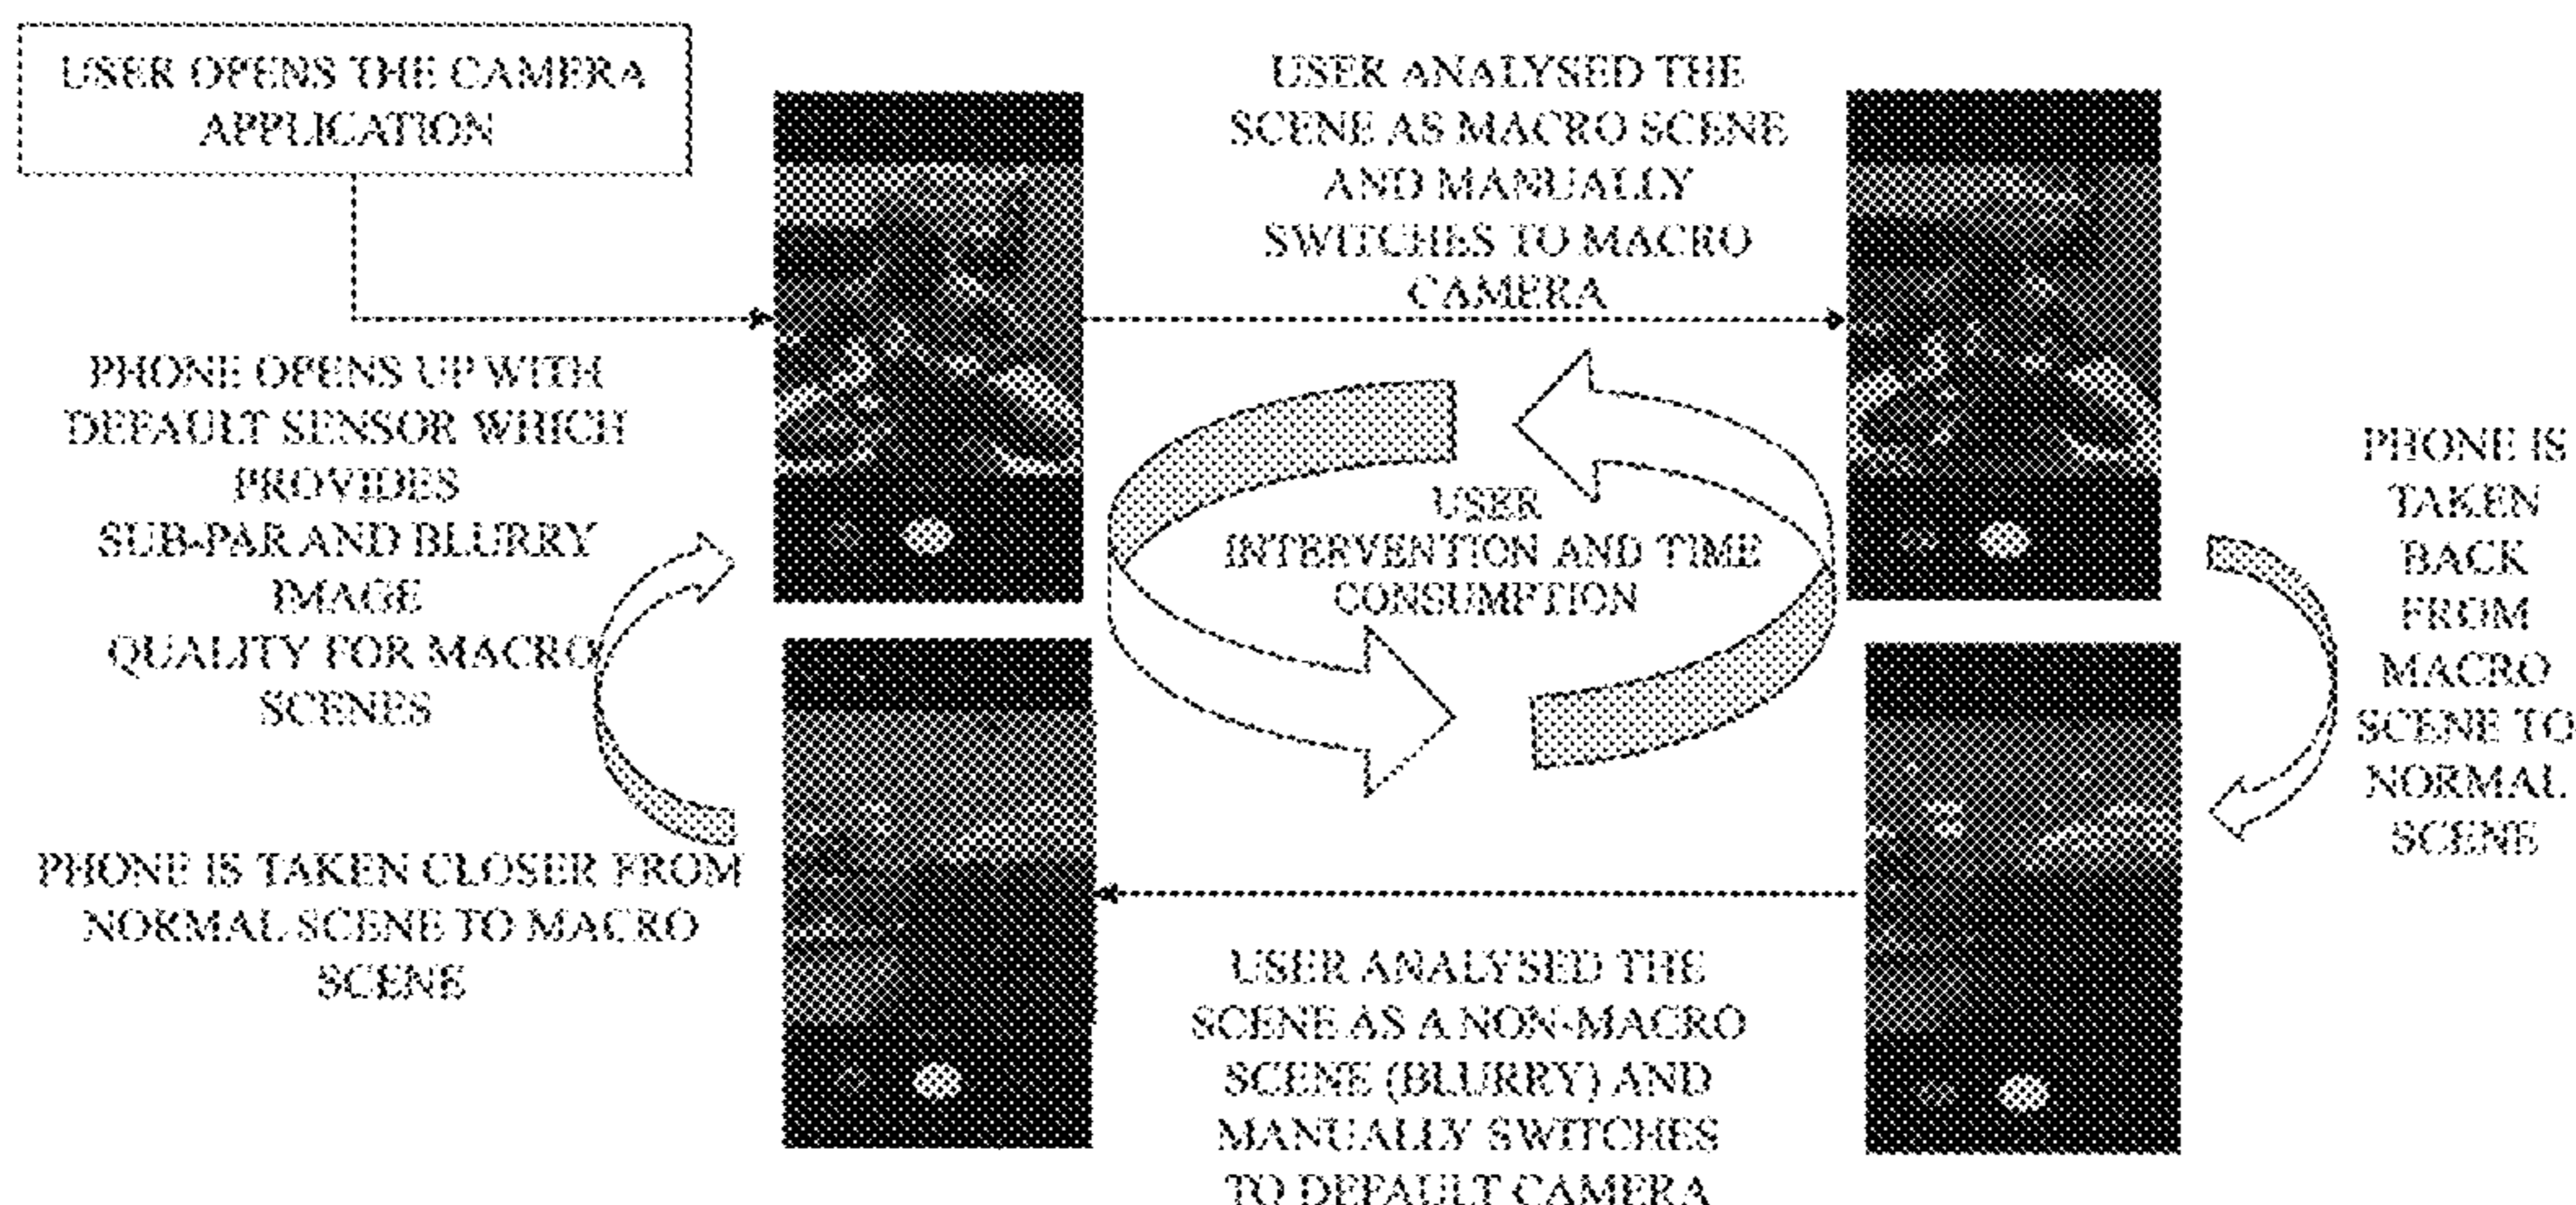 USER OPENS THE CAMERA
APPLICATION
PHONE OPENS UP WITH
DEFAULT SENSOR WHICH
PROVIDES
SUB-PAR AND BLURRY
IMAGE
QUALITY FOR MACRO
SCENES
USER ANALYSED THE
SCENE AS MACRO SCENE
AND MANUALLY
SWITCHES TO MACRO
CAMERA
USER
INTERVENTION AND TIME
CONSUMPTION
PHONE IS
TAKEN
BACK
FROM
MACRO
SCENE TO
NORMAL
SCENE
USER ANALYSED THE
SCENE AS A NON-MACRO
SCENE (BLURRY) AND
MANUALLY SWITCHES
TO DEFAULT CAMERA
PHONE IS TAKEN CLOSER FROM
NORMAL SCENE TO MACRO
SCENE